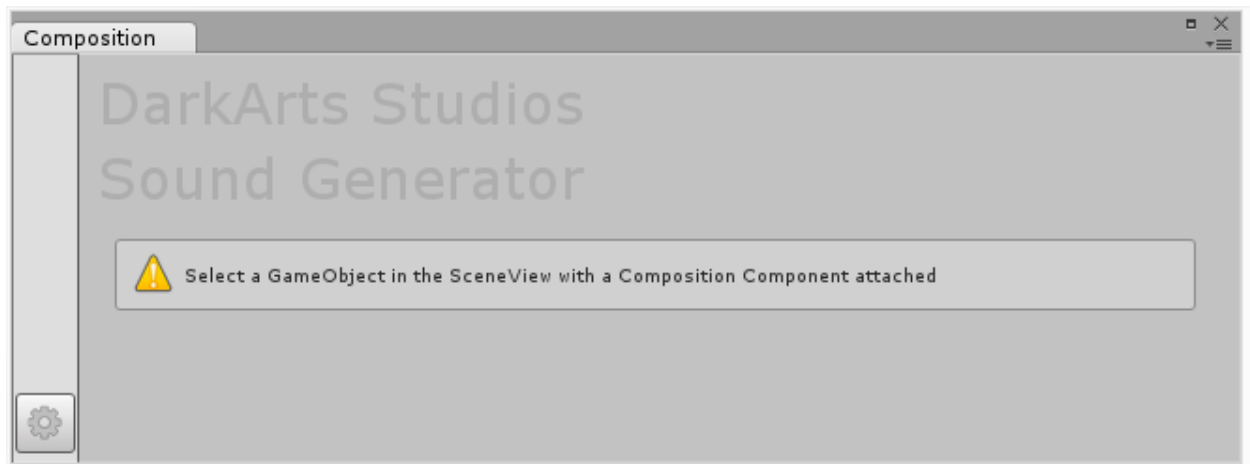 Composition
DarkArts Studios
Sound Generator
Select a GameObject in the SceneView with a Composition Component attached